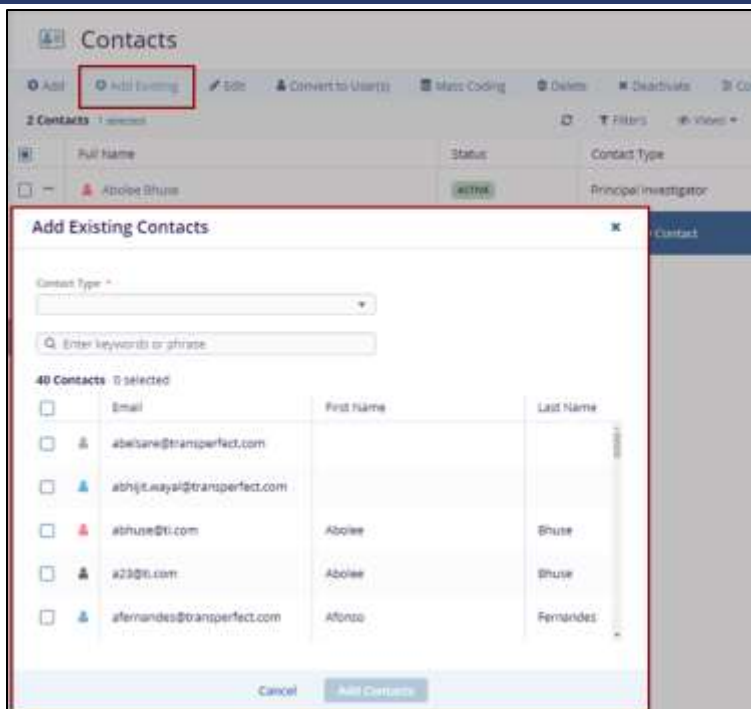 Contacts
Add Add Existing Edit Convert to User(s) Mass Coding Delete Deactivate
2 Contacts 1 selected Filters Views
Full Name Status Contact Type
Abolee Bhuse ACTIVE Principal Investigator
Contact
Add Existing Contacts
Contact Type *
Enter keywords or phrase
40 Contacts 0 selected
Email First Name Last Name
abelsare@transperfect.com
abhijit.wayal@transperfect.com
abhuse@ti.com Abolee Bhuse
a23@ti.com Abolee Bhuse
afernandes@transperfect.com Afonso Fernandes
Cancel Add Contacts